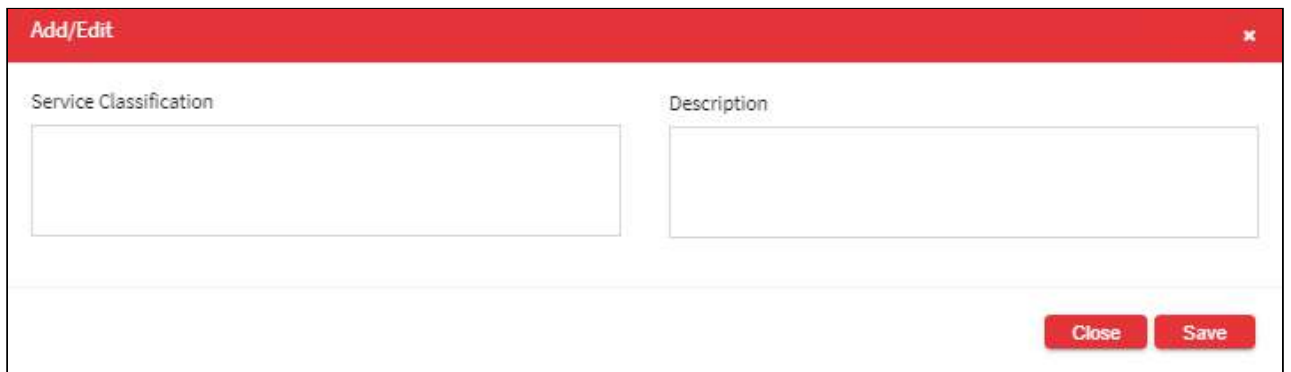 Add/Edit
Service Classification
Description
Close
Save